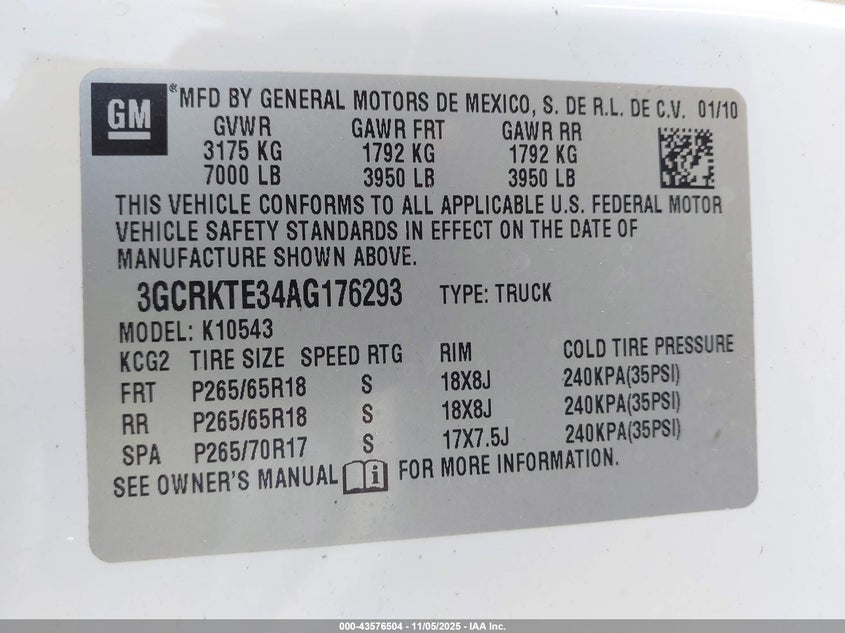 GM
® MFD BY GENERAL MOTORS DE MEXICO, S. DE R.L. DE C.V. 01/10
GVWR GAWR FRT GAWR RR
3175 KG 1792 KG 1792 KG
7000 LB 3950 LB 3950 LB
THIS VEHICLE CONFORMS TO ALL APPLICABLE U.S. FEDERAL MOTOR
VEHICLE SAFETY STANDARDS IN EFFECT ON THE DATE OF
MANUFACTURE SHOWN ABOVE.
3GCRKTE34AG176293 TYPE: TRUCK
MODEL: K10543
KCG2 TIRE SIZE SPEED RTG RIM COLD TIRE PRESSURE
FRT P265/65R18 S 18X8J 240KPA(35PSI)
RR P265/65R18 S 18X8J 240KPA(35PSI)
SPA P265/70R17 S 17X7.5J 240KPA(35PSI)
SEE OWNER'S MANUAL i FOR MORE INFORMATION.
000-43576504 - 11/05/2025 - IAA Inc.